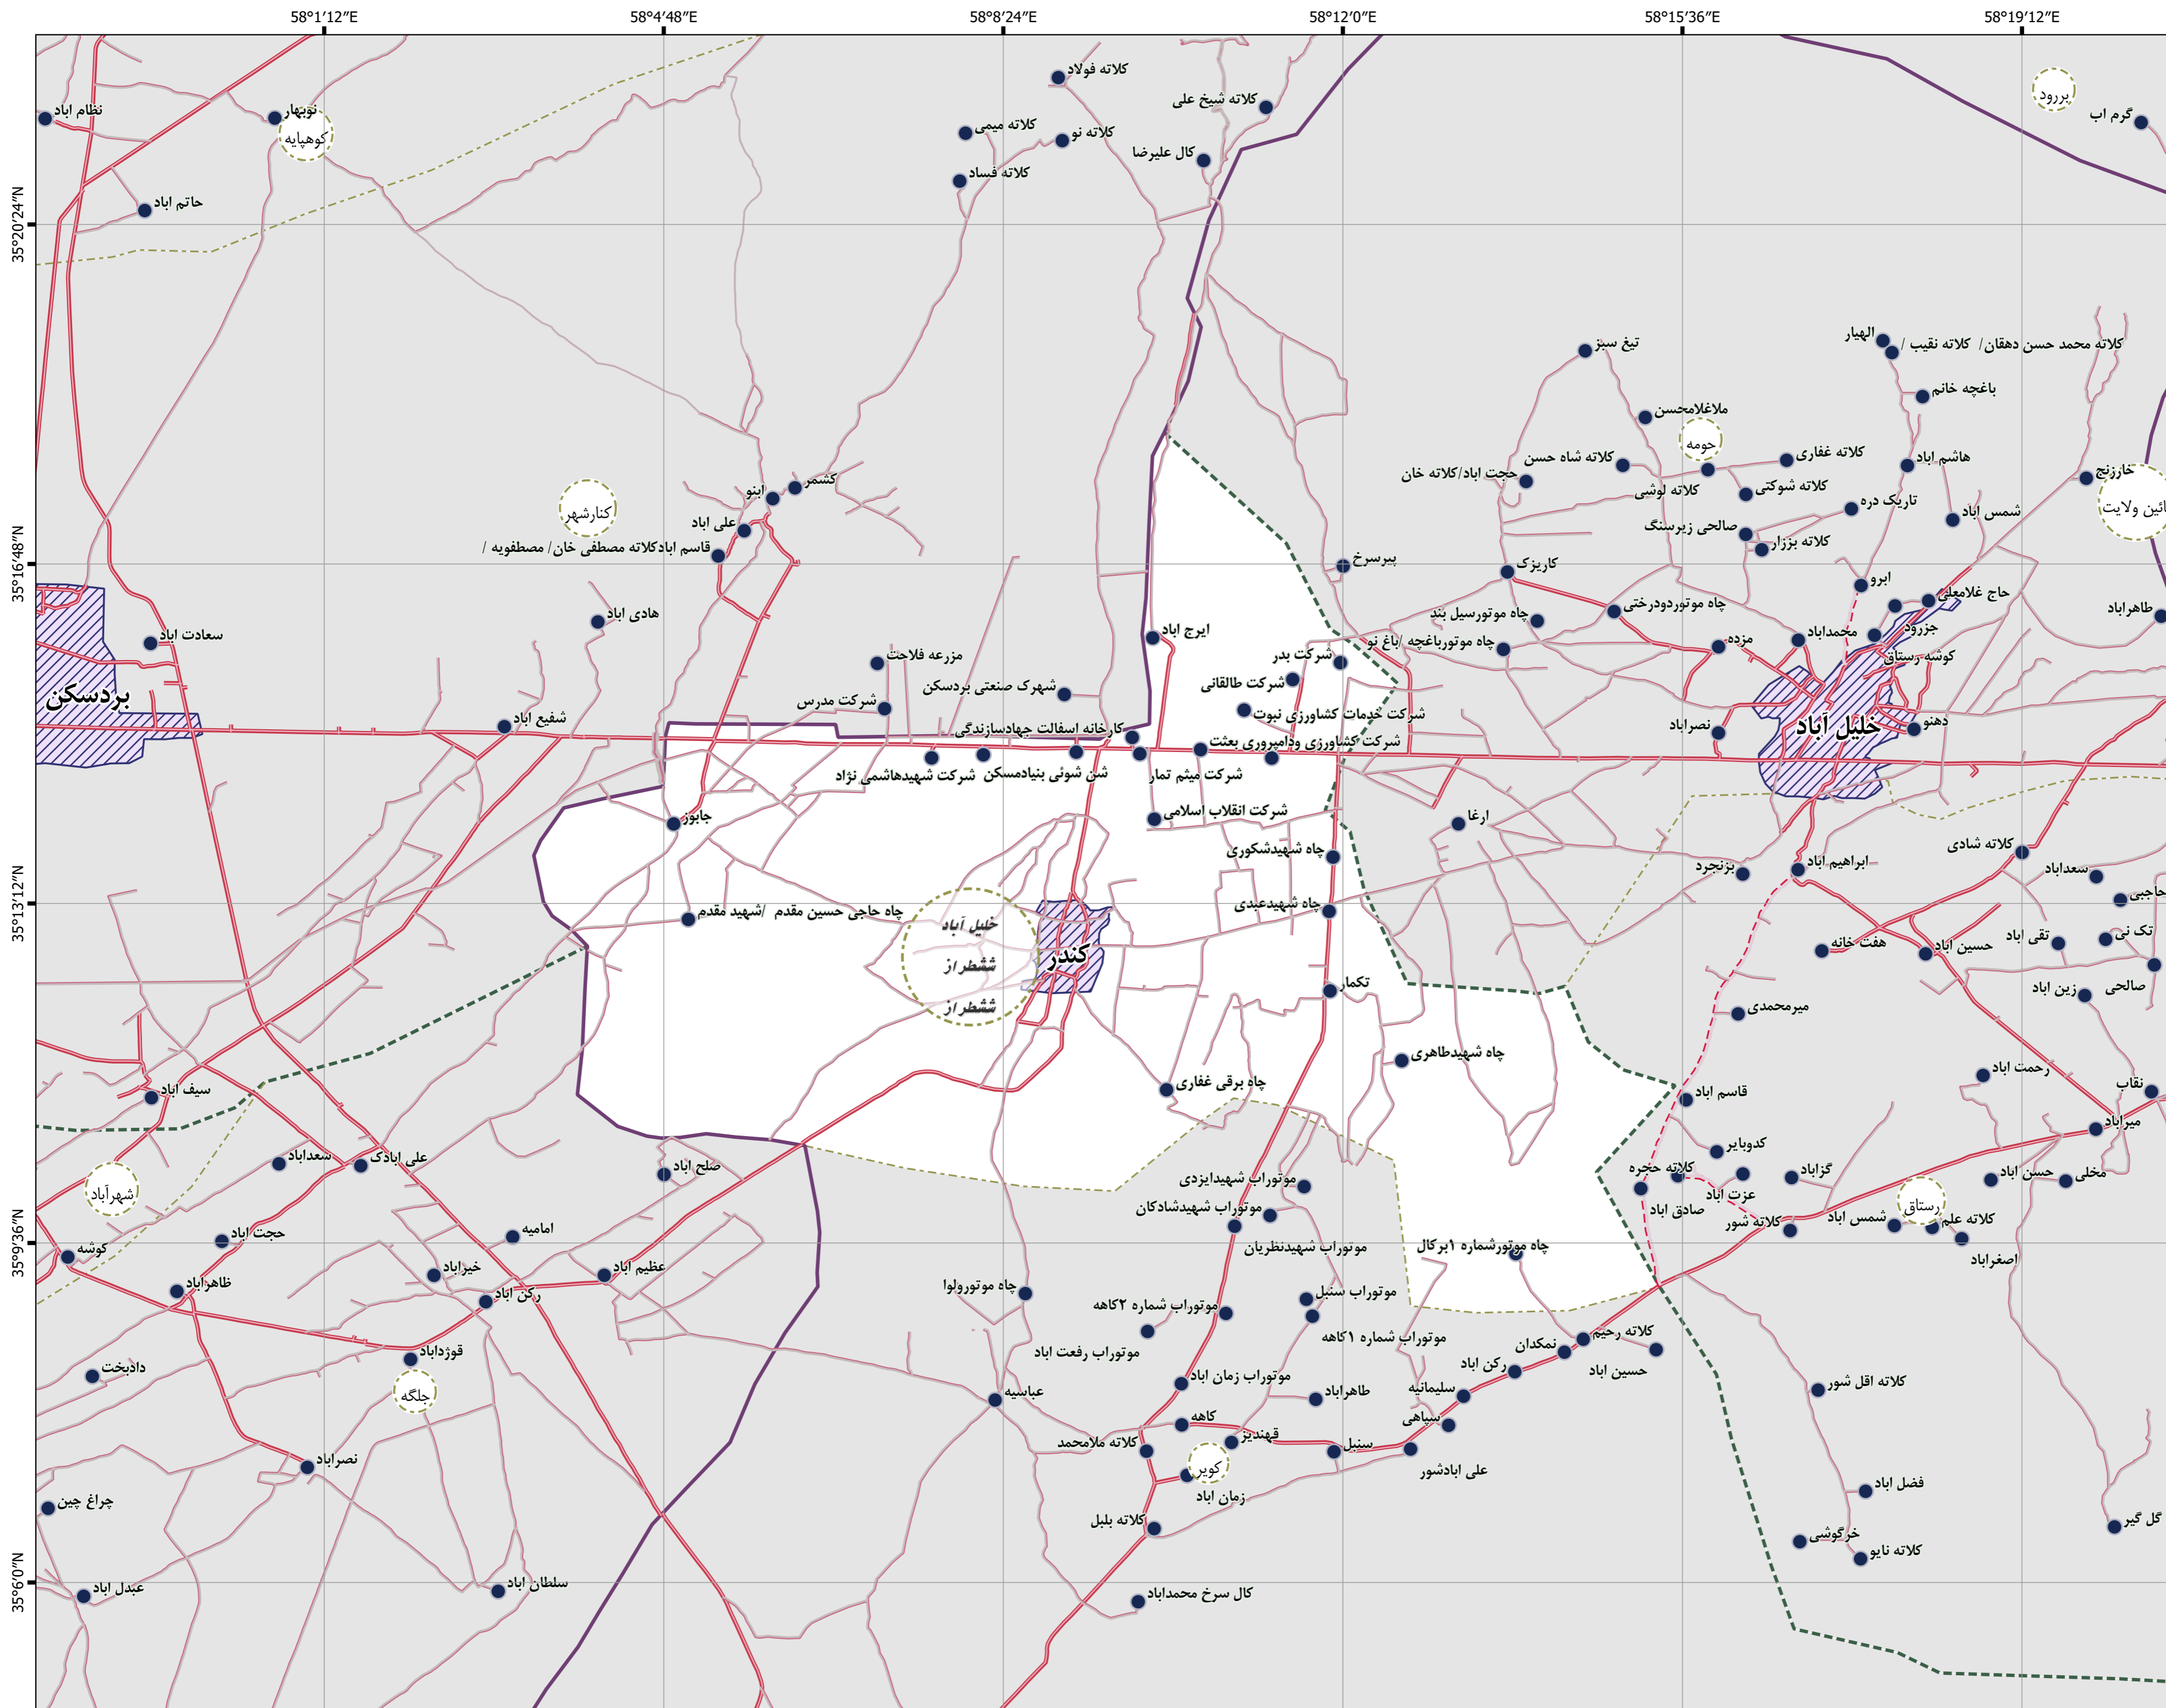 58°1'12"E
58°4'48"E
58°8'24"E
58°12'0"E
58°15'36"E
58°19'12"E
35°20'24"N
35°16'48"N
35°13'12"N
35°9'36"N
35°6'0"N
کلاته فولاد
کلاته شیخ علی
بررود
گرم اب
نظام اباد
نوبهار
کوهپایه
کلاته میمی
کلاته نو
کال علیرضا
کلاته فساد
حاتم اباد
تیغ سبز
الهیار
کلاته محمد حسن دهقان/ کلاته نقیب /
باغچه خانم
ملاغلامحسن
حومه
کلاته شاه حسن
کلاته غفاری
هاشم اباد
حجت اباد/کلاته خان
کلاته لوشبی
کلاته شوکتی
خارزنج
تاریک دره
شمس اباد
ائین ولایت
کشمر
ابنو
کنارشهر
علی اباد
قاسم ابادکلاته مصطفی خان/ مصطفویه /
صالحی زیرسنگ
کلاته بززار
پیرسرخ
کاریزک
ابرو
حاج غلامعلی
طاهراباد
هادی اباد
چاه موتوردودرختی
چاه موتورسیل بند
جزرود
سعادت اباد
ایرج اباد
محمداباد
مزده
چاه موتورباغچه /باغ نو
کوشه رستاق
مزرعه فلاحت
شرکت بدر
شرکت طالقانی
شهرک صنعتی بردسکن
بردسکن
شرکت مدرس
شرکت خدمات کشاورزی نبوت
شفیع اباد
کارخانه اسفالت جهادسازندگی
نصراباد
خلیل آباد
دهنو
شرکت کشاورزی ودامپروری بعثت
شرکت شهیدهاشمی نژاد
شن شوئی بنیادمسکن
شرکت میثم تمار
جابوز
شرکت انقلاب اسلامی
ارغا
چاه شهیدشکوری
کلاته شادی
بزنجرد
ابراهیم اباد
سعداباد
حاجبی
چاه حاجی حسین مقدم /شهید مقدم
چاه شهیدعبدی
خلیل آباد
ششطراز
ششطراز
کندر
هفت خانه
حسین اباد
تقی اباد
تک نی
تکمار
زین اباد
صالحی
میرمحمدی
چاه شهیدطاهری
رحمت اباد
نقاب
سیف اباد
چاه برقی غفاری
قاسم اباد
میراباد
کدوبایر
سعداباد
علی ابادک
صلح اباد
کلاته حجره
گزاباد
حسن اباد
مخلی
شهرآباد
موتوراب شهیدایزدی
عزت اباد
صادق اباد
رستاق
موتوراب شهیدشادکان
کلاته شور
شمس اباد
کلاته علم
حجت اباد
امامیه
کوشه
موتوراب شهیدنظریان
چاه موتورشماره ۱برکال
اصغراباد
خیراباد
عظیم اباد
ظاهراباد
رکن اباد
چاه موتورولوا
موتوراب سنبل
موتوراب شماره ۲کاهه
موتوراب شماره ۱کاهه
کلاته رحیم
نمکدان
موتوراب رفعت اباد
قوژداباد
رکن اباد
حسین اباد
دادبخت
جلگه
موتوراب زمان اباد
عباسیه
طاهراباد
سلیمانیه
کلاته اقل شور
کاهه
سپاهی
قهندیز
کلاته ملامحمد
سنبل
کویر
علی ابادشور
نصراباد
زمان اباد
فضل اباد
چراغ چین
کلاته بلبل
خرگوشی
کلاته نایو
گل گیر
سلطان اباد
عبدل اباد
کال سرخ محمداباد